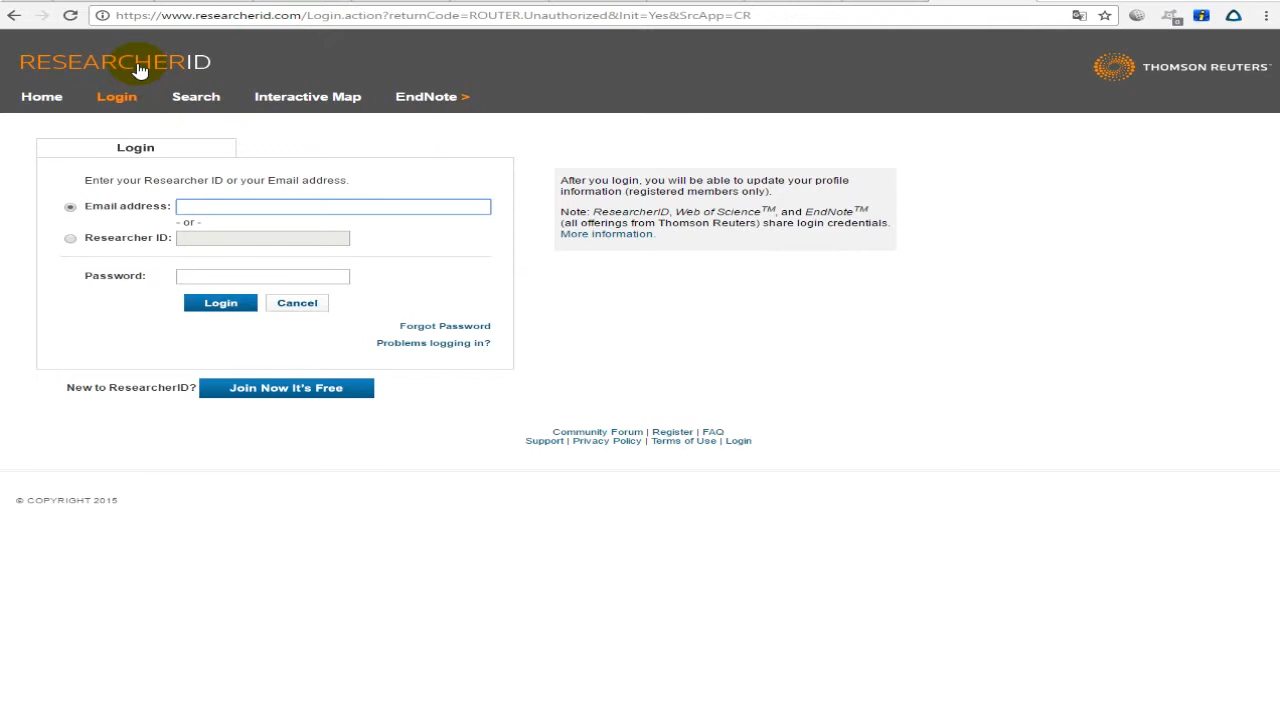 https://www.researcherid.com/Login.action?returnCode=ROUTER.Unauthorized&Init=Yes&SrcApp=CR
RESEARCHERID
THOMSON REUTERS™
Home Login Search Interactive Map EndNote >
Login
Enter your Researcher ID or your Email address.
Email address:
- or -
Researcher ID:
Password:
Login Cancel
Forgot Password
Problems logging in?
New to ResearcherID? Join Now It's Free
After you login, you will be able to update your profile
information (registered members only).
Note: ResearcherID, Web of Science™, and EndNote™
(all offerings from Thomson Reuters) share login credentials.
More information.
Community Forum | Register | FAQ
Support | Privacy Policy | Terms of Use | Login
© COPYRIGHT 2015